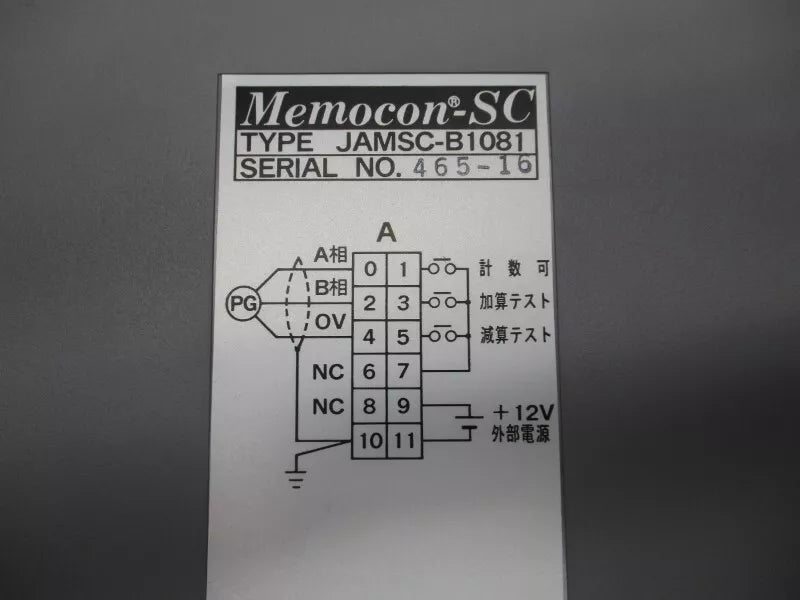 Memocon®-SC
TYPE JAMSC-B1081
SERIAL NO. 465-16
A
A相 0 1 計数可
PG B相 2 3 加算テスト
0V 4 5 減算テスト
NC 6 7
NC 8 9 +12V
10 11 外部電源